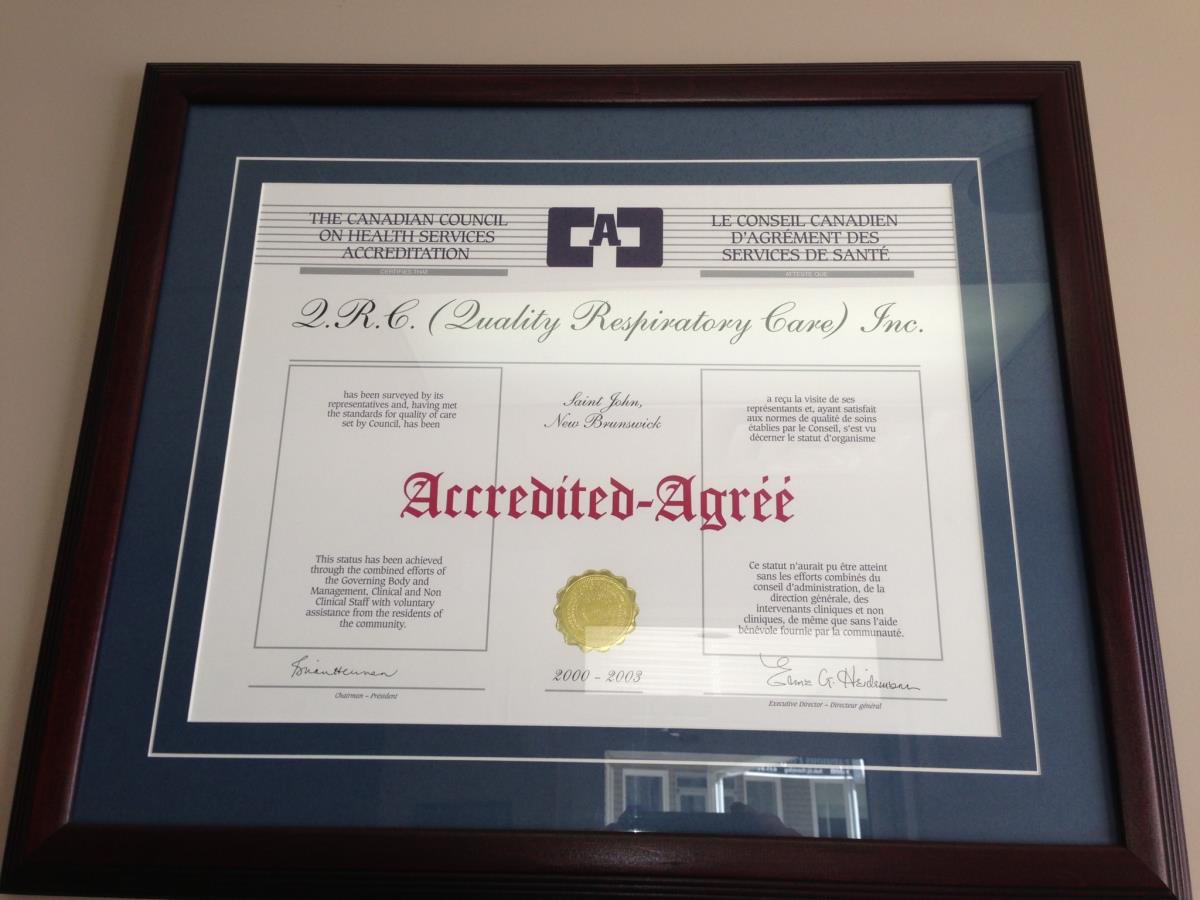 THE CANADIAN COUNCIL
ON HEALTH SERVICES
ACCREDITATION
CERTIFIES THAT
A
LE CONSEIL CANADIEN
D'AGRÉMENT DES
SERVICES DE SANTÉ
ATTESTE QUE
Q.R.C. (Quality Respiratory Care) Inc.
has been surveyed by its
representatives and, having met
the standards for quality of care
set by Council, has been
Saint John,
New Brunswick
a reçu la visite de ses
représentants et, ayant satisfait
aux normes de qualité de soins
établies par le Conseil, s'est vu
décerner le statut d'organisme
Accredited-Agréé
This status has been achieved
through the combined efforts of
the Governing Body and
Management, Clinical and Non
Clinical Staff with voluntary
assistance from the residents of
the community.
Ce statut n'aurait pu être atteint
sans les efforts combinés du
conseil d'administration, de la
direction générale, des
intervenants cliniques et non
cliniques, de même que sans l'aide
bénévole fournie par la communauté.
Chairman – Président
2000 - 2003
G. Heidemann
Executive Director – Directeur général